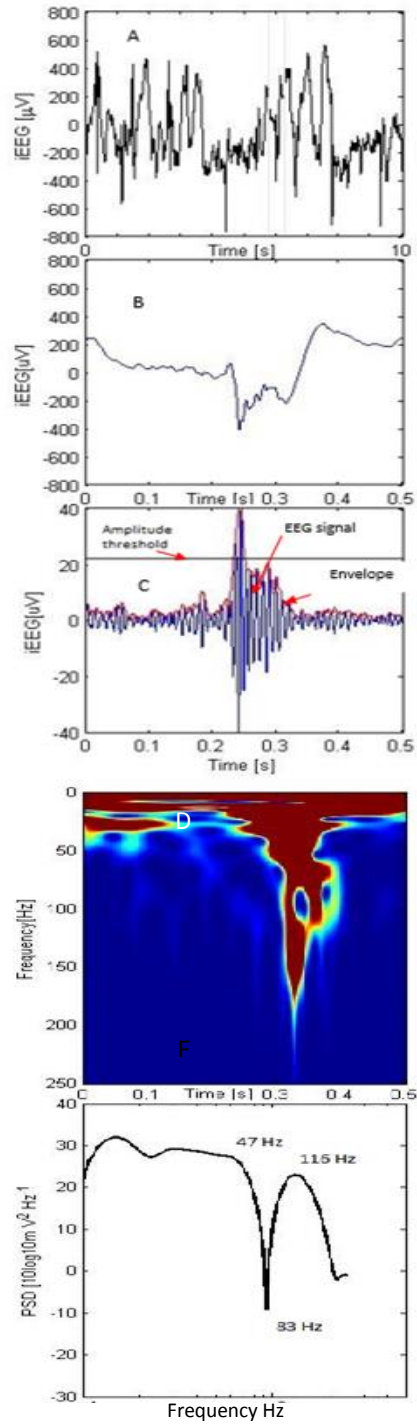 800
600
400
200
0
-200
-400
-600
-800
iEEG [µV]
A
0
Time [s]
10
800
600
400
200
0
-200
-400
-600
-800
iEEG[uV]
B
0
0.1
0.2
Time [s]
0.3
0.4
0.5
40
20
0
-20
-40
iEEG[uV]
Amplitude
threshold
EEG signal
Envelope
C
0
0.1
0.2
0.3
0.4
0.5
Time [s]
0
50
100
150
200
250
Frequency[Hz]
D
F
0
0.1
Time [s]
0.3
0.4
0.5
40
30
20
10
0
-10
-20
-30
PSD [10log10m V² Hz⁻¹
47 Hz
115 Hz
83 Hz
Frequency Hz